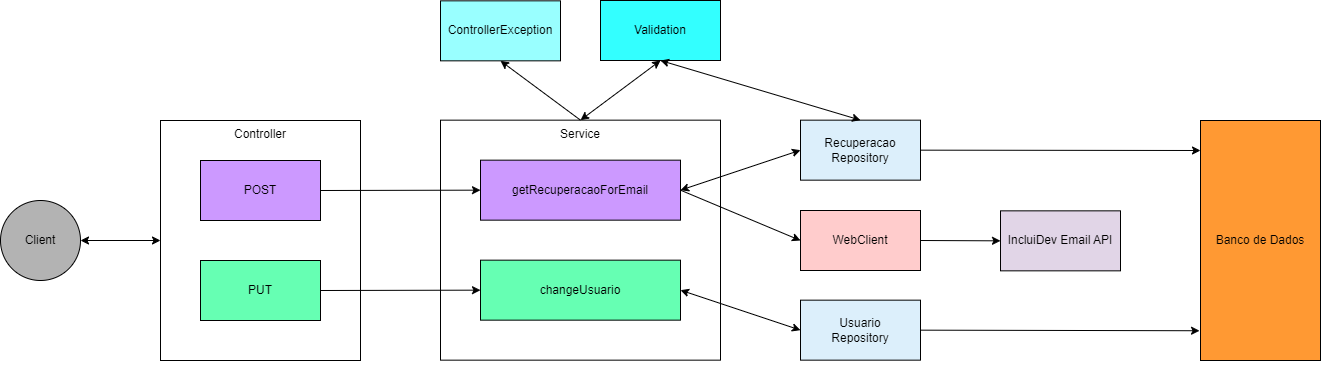 ControllerException
Validation
Controller
Service
Recuperacao
Repository
POST
getRecuperacaoForEmail
Client
WebClient
IncluiDev Email API
Banco de Dados
PUT
changeUsuario
Usuario
Repository